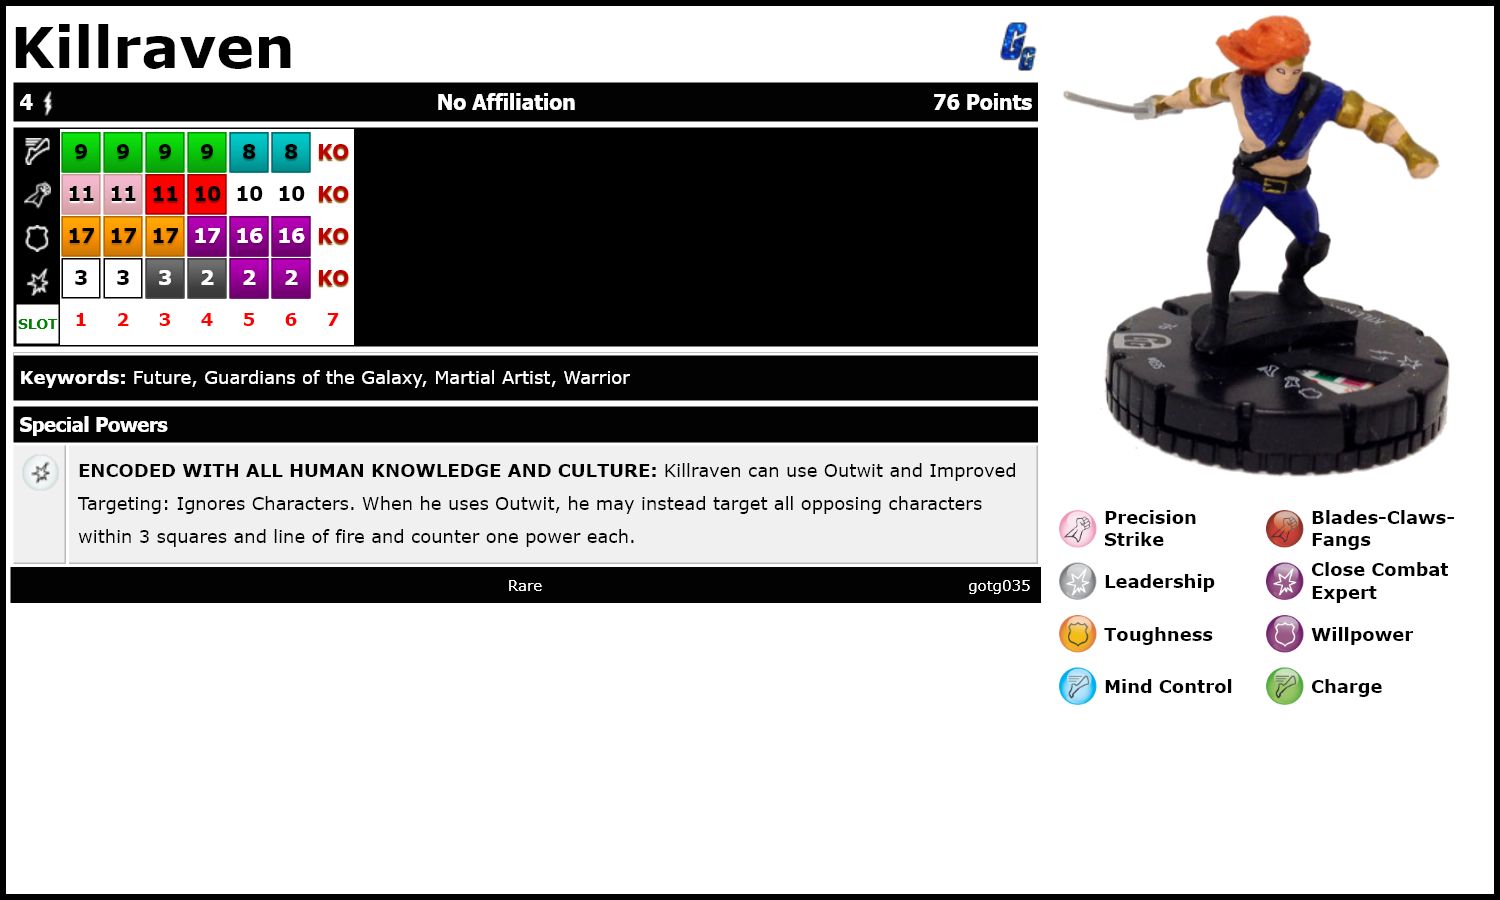 Killraven
GG
4 No Affiliation 76 Points
9 9 9 9 8 8 KO
11 11 11 10 10 10 KO
17 17 17 17 16 16 KO
3 3 3 2 2 2 KO
SLOT 1 2 3 4 5 6 7
Keywords: Future, Guardians of the Galaxy, Martial Artist, Warrior
Special Powers
ENCODED WITH ALL HUMAN KNOWLEDGE AND CULTURE: Killraven can use Outwit and Improved
Targeting: Ignores Characters. When he uses Outwit, he may instead target all opposing characters
within 3 squares and line of fire and counter one power each.
Rare gotg035
Precision
Strike
Blades-Claws-
Fangs
Leadership
Close Combat
Expert
Toughness
Willpower
Mind Control
Charge